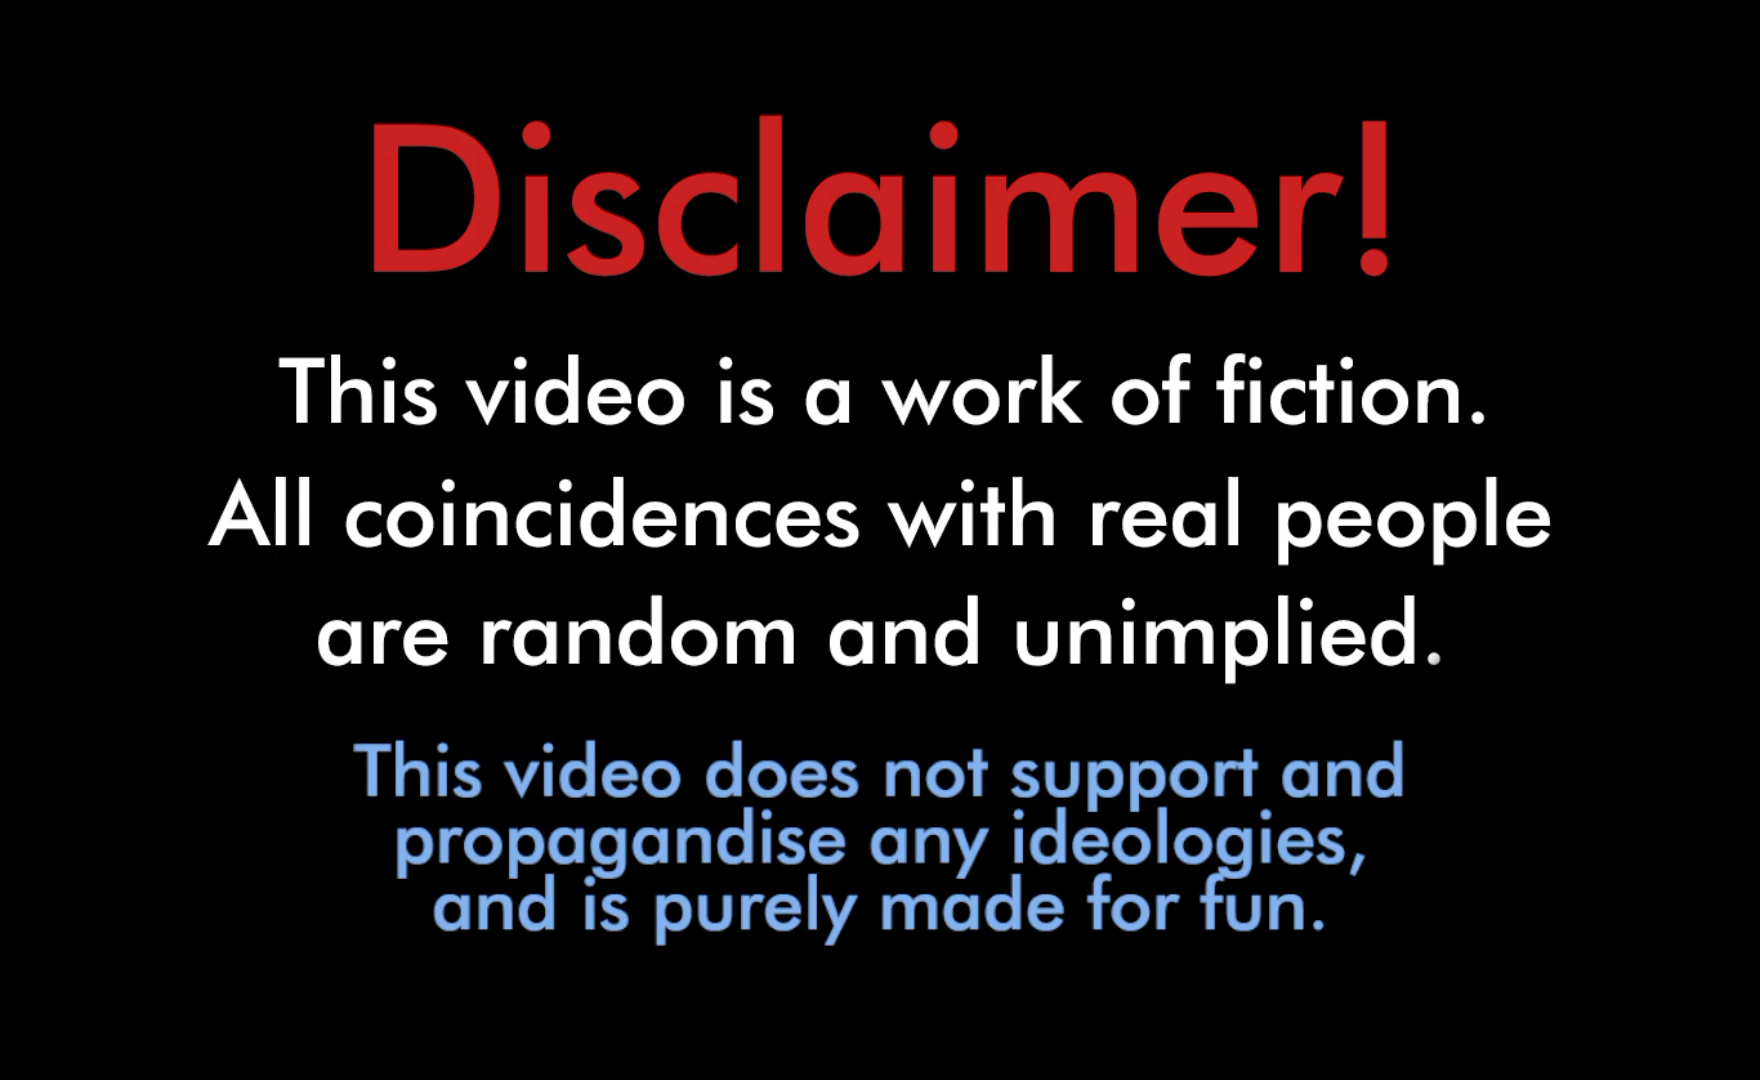 Disclaimer!
This video is a work of fiction.
All coincidences with real people
are random and unimplied.
This video does not support and
propagandise any ideologies,
and is purely made for fun.